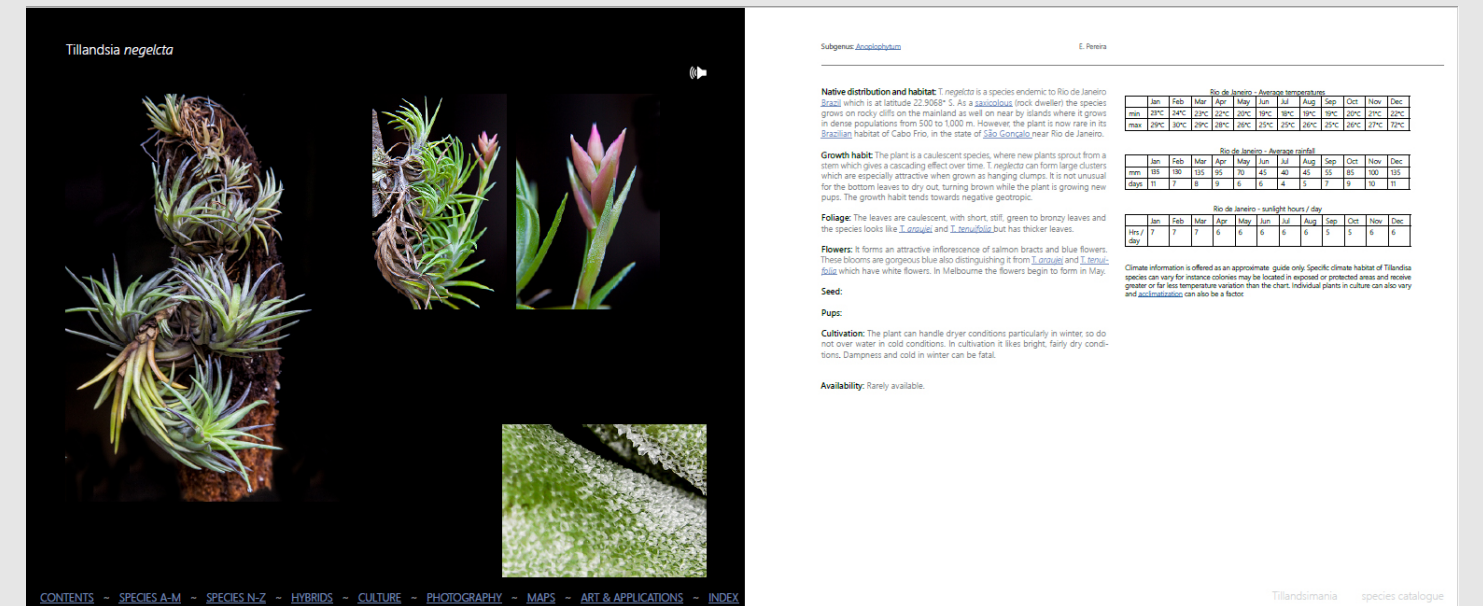 Tillandsia negelcta
Subgenus: Anoplophytum
E. Pereira
Native distribution and habitat: T. negelcta is a species endemic to Rio de Janeiro
Brazil which is at latitude 22.9068° S. As a saxicolous (rock dweller) the species
grows on rocky cliffs on the mainland as well on near by islands where it grows
in dense populations from 500 to 1,000 m. However, the plant is now rare in its
Brazilian habitat of Cabo Frio, in the state of São Gonçalo near Rio de Janeiro.
Growth habit: The plant is a caulescent species, where new plants sprout from a
stem which gives a cascading effect over time. T. neglecta can form large clusters
which are especially attractive when grown as hanging clumps. It is not unusual
for the bottom leaves to dry out, turning brown while the plant is growing new
pups. The growth habit tends towards negative geotropic.
Foliage: The leaves are caulescent, with short, stiff, green to bronzy leaves and
the species looks like T. araujei and T. tenuifolia but has thicker leaves.
Flowers: It forms an attractive inflorescence of salmon bracts and blue flowers.
These blooms are gorgeous blue also distinguishing it from T. araujei and T. tenui-
folia which have white flowers. In Melbourne the flowers begin to form in May.
Seed:
Pups:
Cultivation: The plant can handle dryer conditions particularly in winter, so do
not over water in cold conditions. In cultivation it likes bright, fairly dry condi-
tions. Dampness and cold in winter can be fatal.
Availability: Rarely available.
Rio de Janeiro - Average temperatures
Jan Feb Mar Apr May Jun Jul Aug Sep Oct Nov Dec
min 23°C 24°C 23°C 22°C 20°C 19°C 18°C 19°C 19°C 20°C 21°C 22°C
max 29°C 30°C 29°C 28°C 26°C 25°C 25°C 26°C 25°C 26°C 27°C 72°C
Rio de Janeiro - Average rainfall
Jan Feb Mar Apr May Jun Jul Aug Sep Oct Nov Dec
mm 135 130 135 95 70 45 40 45 55 85 100 135
days 11 7 8 9 6 6 4 5 7 9 10 11
Rio de Janeiro - sunlight hours / day
Jan Feb Mar Apr May Jun Jul Aug Sep Oct Nov Dec
Hrs / 7 7 7 6 6 6 6 6 5 5 6 6
day
Climate information is offered as an approximate guide only. Specific climate habitat of Tillandisa
species can vary for instance colonies may be located in exposed or protected areas and receive
greater or far less temperature variation than the chart. Individual plants in culture can also vary
and acclimatization can also be a factor.
CONTENTS ~ SPECIES A-M ~ SPECIES N-Z ~ HYBRIDS ~ CULTURE ~ PHOTOGRAPHY ~ MAPS ~ ART & APPLICATIONS ~ INDEX
Tillandsimania species catalogue